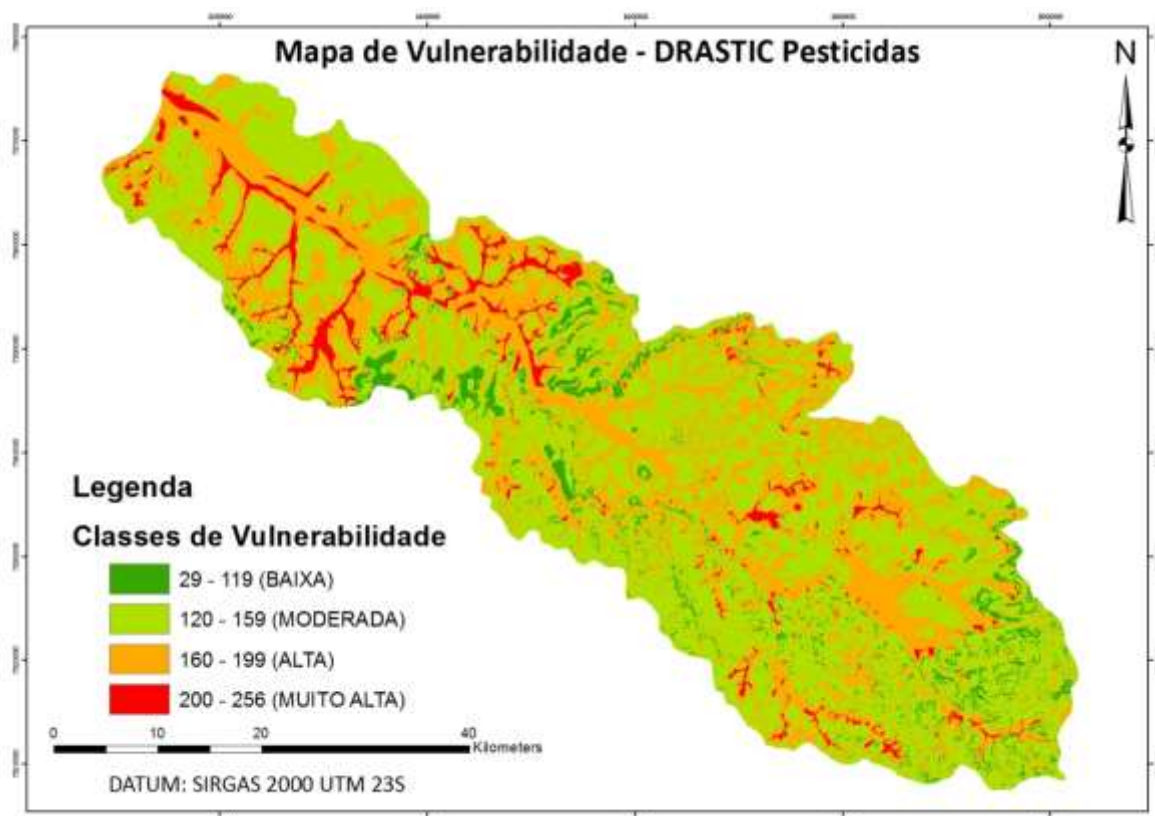 Mapa de Vulnerabilidade - DRASTIC Pesticidas
N
Legenda
Classes de Vulnerabilidade
29 - 119 (BAIXA)
120 - 159 (MODERADA)
160 - 199 (ALTA)
200 - 256 (MUITO ALTA)
0 10 20 40
Kilometers
DATUM: SIRGAS 2000 UTM 23S